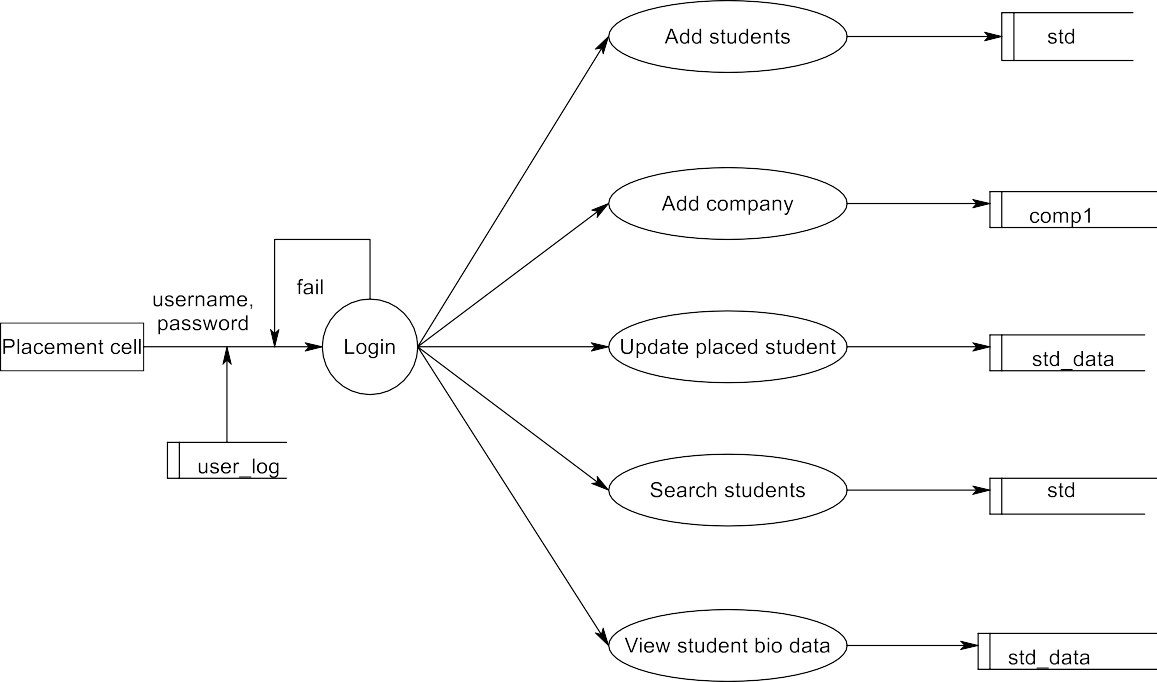 Add students
std
Add company
comp1
fail
username,
password
Placement cell
Login
Update placed student
std_data
user_log
Search students
std
View student bio data
std_data